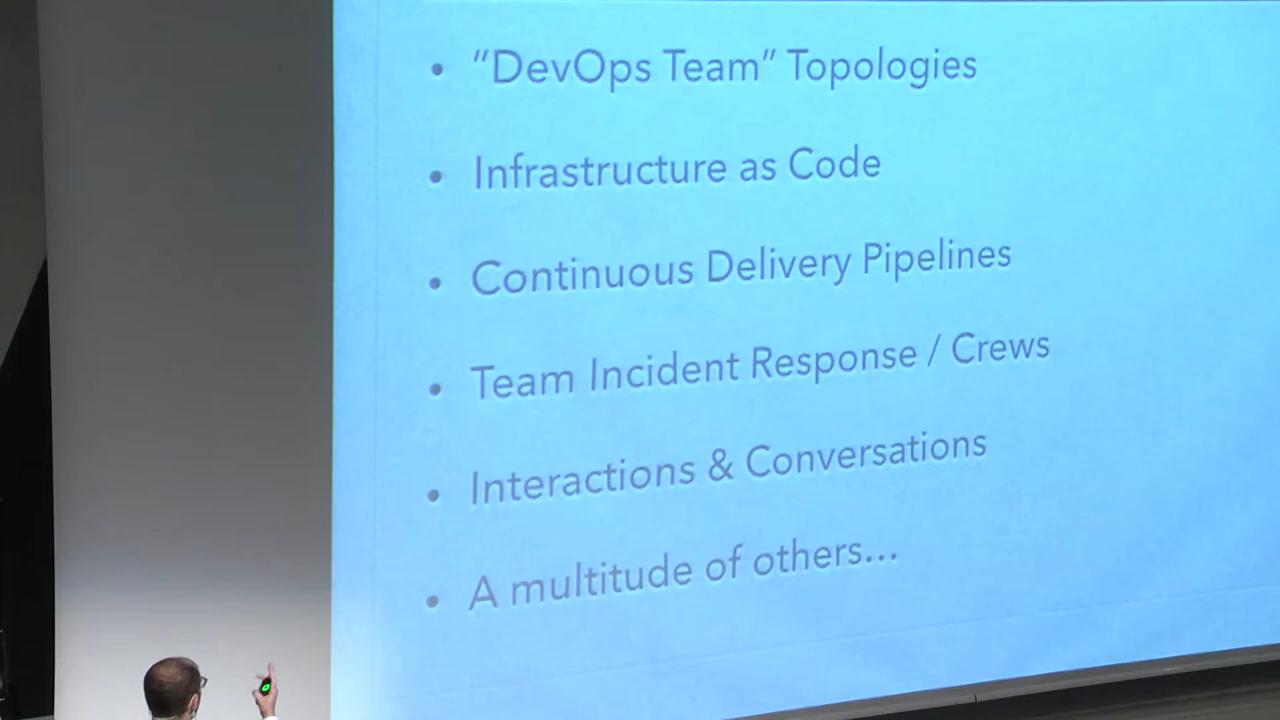 • "DevOps Team" Topologies
• Infrastructure as Code
• Continuous Delivery Pipelines
• Team Incident Response / Crews
• Interactions & Conversations
• A multitude of others...